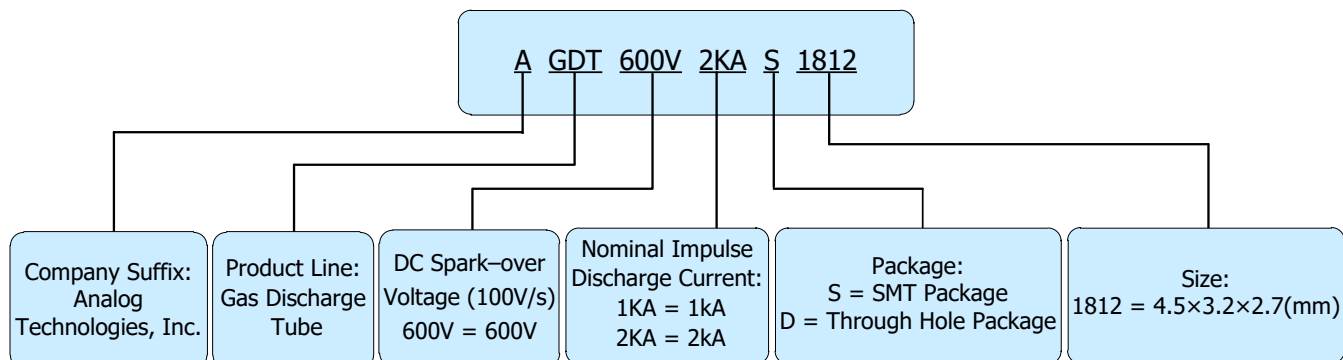 A GDT 600V 2KA S 1812
Company Suffix:
Analog
Technologies, Inc.
Product Line:
Gas Discharge
Tube
DC Spark–over
Voltage (100V/s)
600V = 600V
Nominal Impulse
Discharge Current:
1KA = 1kA
2KA = 2kA
Package:
S = SMT Package
D = Through Hole Package
Size:
1812 = 4.5×3.2×2.7(mm)